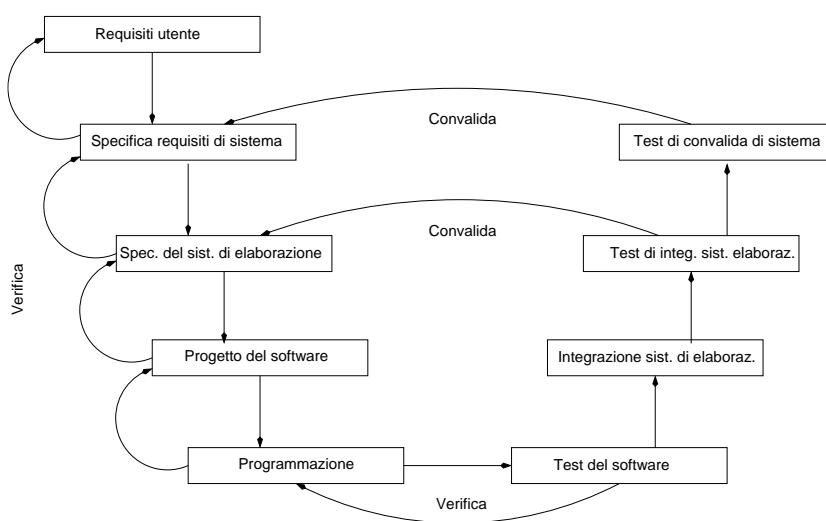 Requisiti utente
Convalida
Specifica requisiti di sistema
Test di convalida di sistema
Convalida
Spec. del sist. di elaborazione
Test di integ. sist. elaboraz.
Verifica
Progetto del software
Integrazione sist. di elaboraz.
Programmazione
Test del software
Verifica